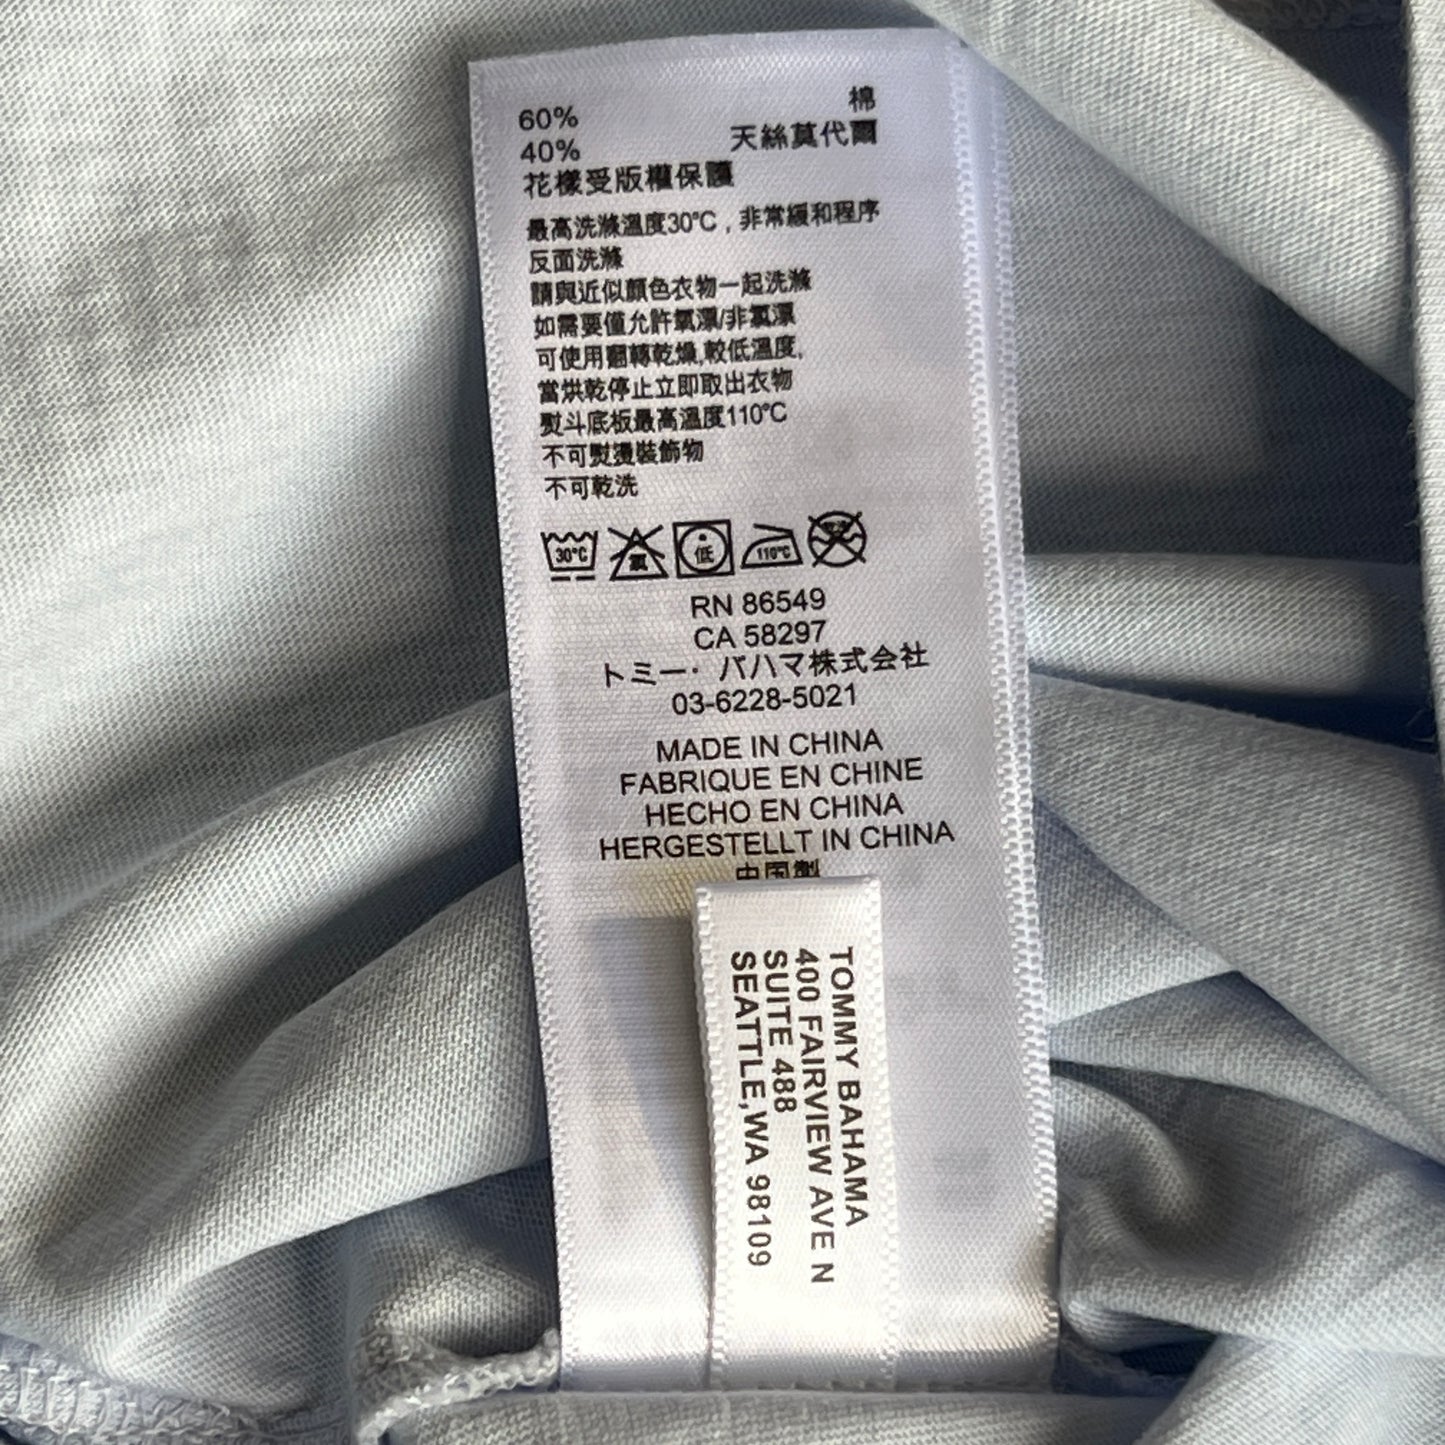 60% 棉
40% 天絲莫代爾
花樣受版權保護
最高洗滌溫度30°C，非常緩和程序
反面洗滌
請與近似顏色衣物一起洗滌
如需要僅允許氧漂/非氯漂
可使用翻轉乾燥,較低溫度,
當烘乾停止立即取出衣物
熨斗底板最高溫度110°C
不可熨燙裝飾物
不可乾洗
30°C 氯 低 110°C 乾洗
RN 86549
CA 58297
トミー・バハマ株式会社
03-6228-5021
MADE IN CHINA
FABRIQUE EN CHINE
HECHO EN CHINA
HERGESTELLT IN CHINA
中国製
TOMMY BAHAMA
400 FAIRVIEW AVE N
SUITE 488
SEATTLE,WA 98109